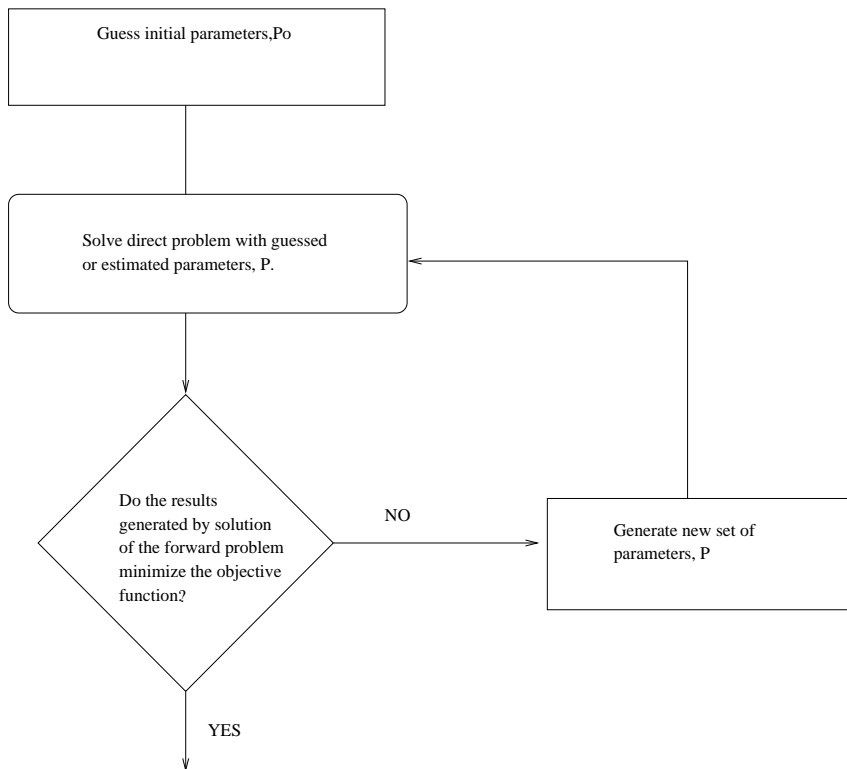 Guess initial parameters,Po
Solve direct problem with guessed
or estimated parameters, P.
Do the results
generated by solution
of the forward problem
minimize the objective
function?
NO
Generate new set of
parameters, P
YES